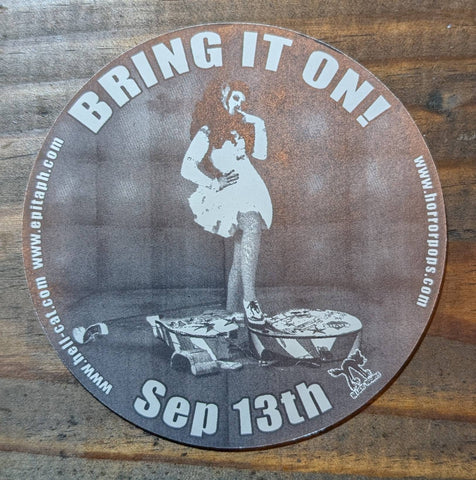 BRING IT ON!
www.hell-cat.com www.epitaph.com
www.horrorpops.com
Sep 13th